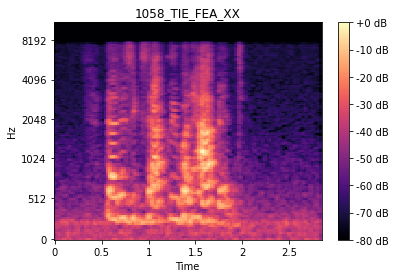 1058_TIE_FEA_XX
+0 dB
8192
-10 dB
4096
-20 dB
-30 dB
2048
Hz
-40 dB
1024
-50 dB
512
-60 dB
-70 dB
0
-80 dB
0 0.5 1 1.5 2 2.5
Time